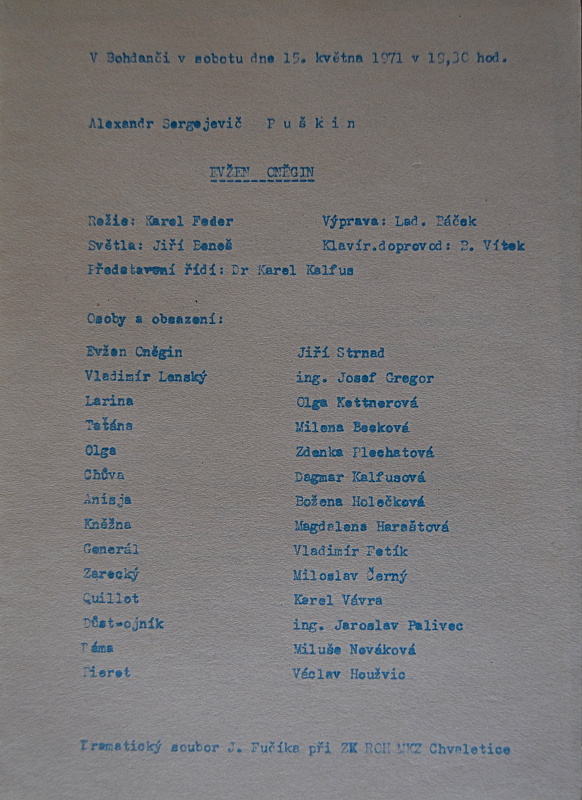 V Bohdanči v sobotu dne 15. května 1971 v 19,30 hod.
Alexandr Sergejevič P u š k i n
EVŽEN ONĚGIN
Režie: Karel Feder Výprava: Lad. Báček
Světla: Jiří Beneš Klavír.doprovod: B. Vítek
Představení řídí: Dr Karel Kalfus
Osoby a obsazení:
Evžen Oněgin Jiří Strnad
Vladimír Lenský ing. Josef Gregor
Larina Olga Kettnerová
Taťána Milena Besková
Olga Zdenka Plechatová
Chůva Dagmar Kalfusová
Anisja Božena Holečková
Kněžna Magdalena Haraštová
Generál Vladimír Fetík
Zarecký Miloslav Černý
Quillot Karel Vávra
Důstojník ing. Jaroslav Palivec
Dáma Miluše Nováková
Pieret Václav Houžvic
Dramatický soubor J. Fučíka při ZK ROH MKZ Chvaletice